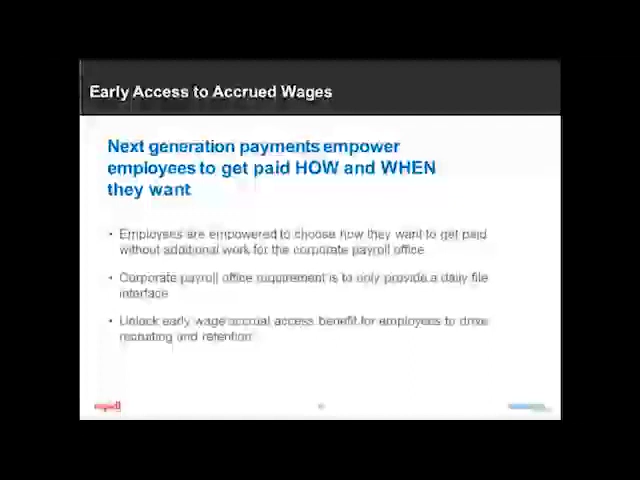 Early Access to Accrued Wages
Next generation payments empower
employees to get paid HOW and WHEN
they want
• Employees are empowered to choose how they want to get paid
without additional work for the corporate payroll office
• Corporate payroll office requirement is to only provide a daily file
interface
• Unlock early wage accrual access benefit for employees to drive
recruiting and retention